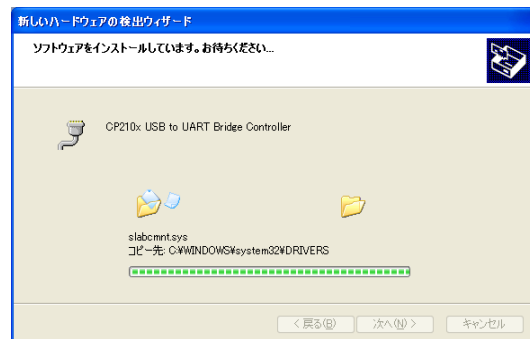 新しいハードウェアの検出ウィザード
ソフトウェアをインストールしています。お待ちください...
CP210x USB to UART Bridge Controller
slabcmnt.sys
コピー先: C:¥WINDOWS¥system32¥DRIVERS
< 戻る(B) 次へ(N) > キャンセル